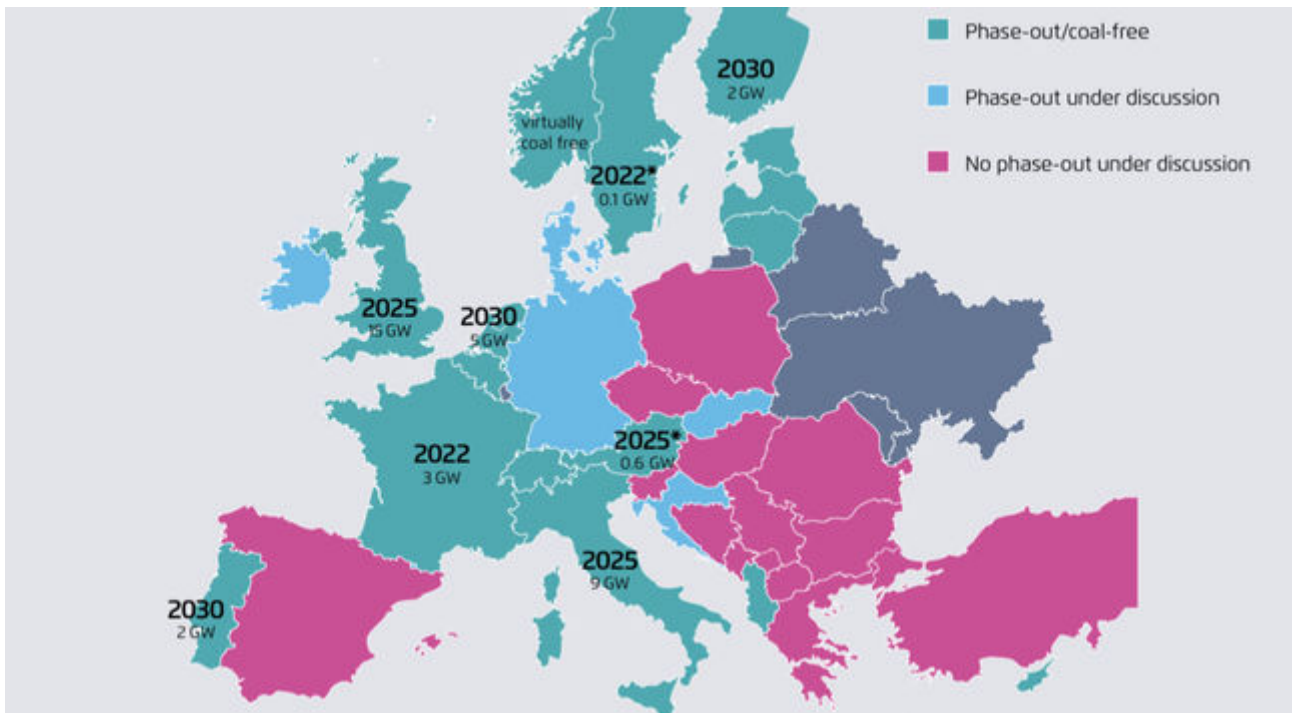 Phase-out/coal-free
Phase-out under discussion
No phase-out under discussion
2030
2 GW
virtually
coal free
2022*
0.1 GW
2025
15 GW
2030
5 GW
2022
3 GW
2025*
0.6 GW
2025
9 GW
2030
2 GW